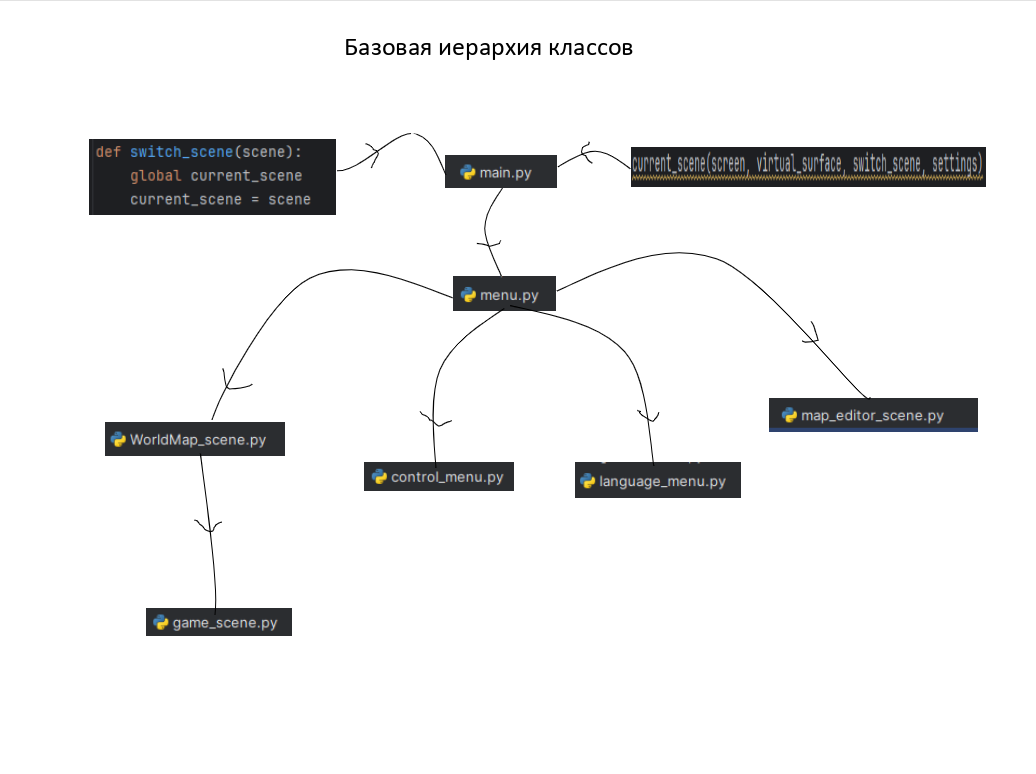 Базовая иерархия классов
def switch_scene(scene):
global current_scene
current_scene = scene
main.py
current_scene(screen, virtual_surface, switch_scene, settings)
menu.py
map_editor_scene.py
WorldMap_scene.py
control_menu.py
language_menu.py
game_scene.py